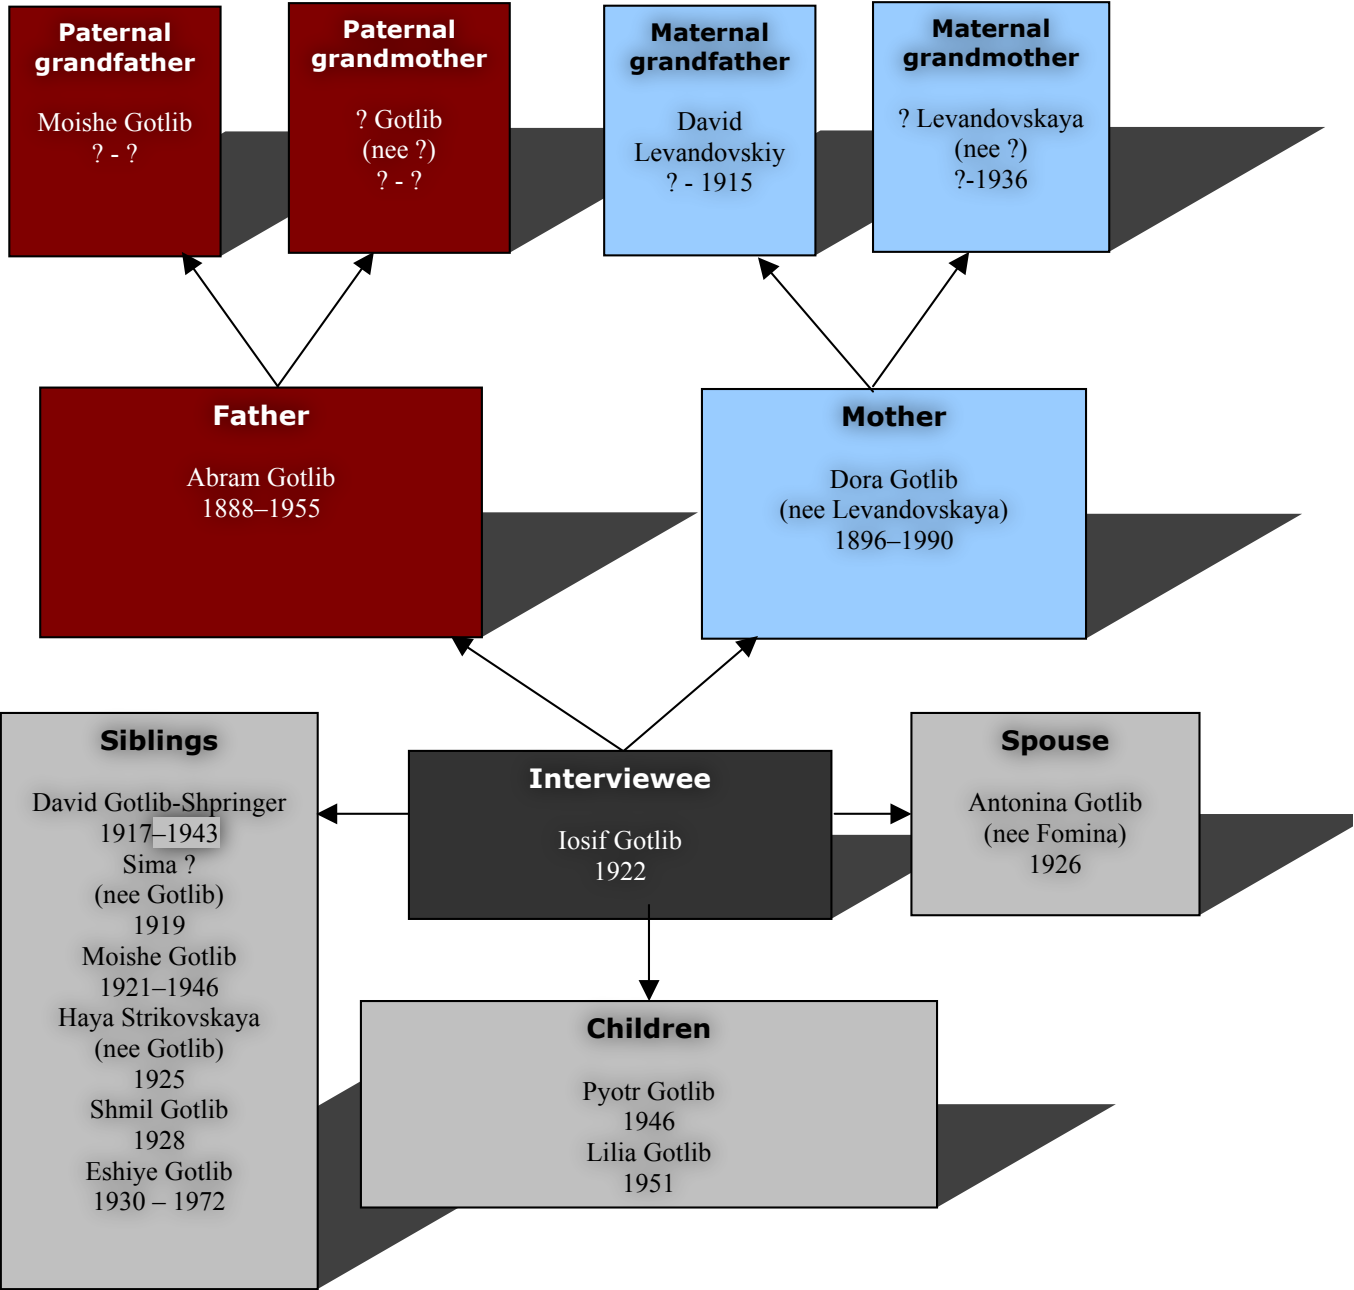 Paternal
grandfather
Moishe Gotlib
? - ?
Paternal
grandmother
? Gotlib
(nee ?)
? - ?
Maternal
grandfather
David
Levandovskiy
? - 1915
Maternal
grandmother
? Levandovskaya
(nee ?)
?-1936
Father
Abram Gotlib
1888–1955
Mother
Dora Gotlib
(nee Levandovskaya)
1896–1990
Siblings
David Gotlib-Shpringer
1917–1943
Sima ?
(nee Gotlib)
1919
Moishe Gotlib
1921–1946
Haya Strikovskaya
(nee Gotlib)
1925
Shmil Gotlib
1928
Eshiye Gotlib
1930 – 1972
Interviewee
Iosif Gotlib
1922
Spouse
Antonina Gotlib
(nee Fomina)
1926
Children
Pyotr Gotlib
1946
Lilia Gotlib
1951